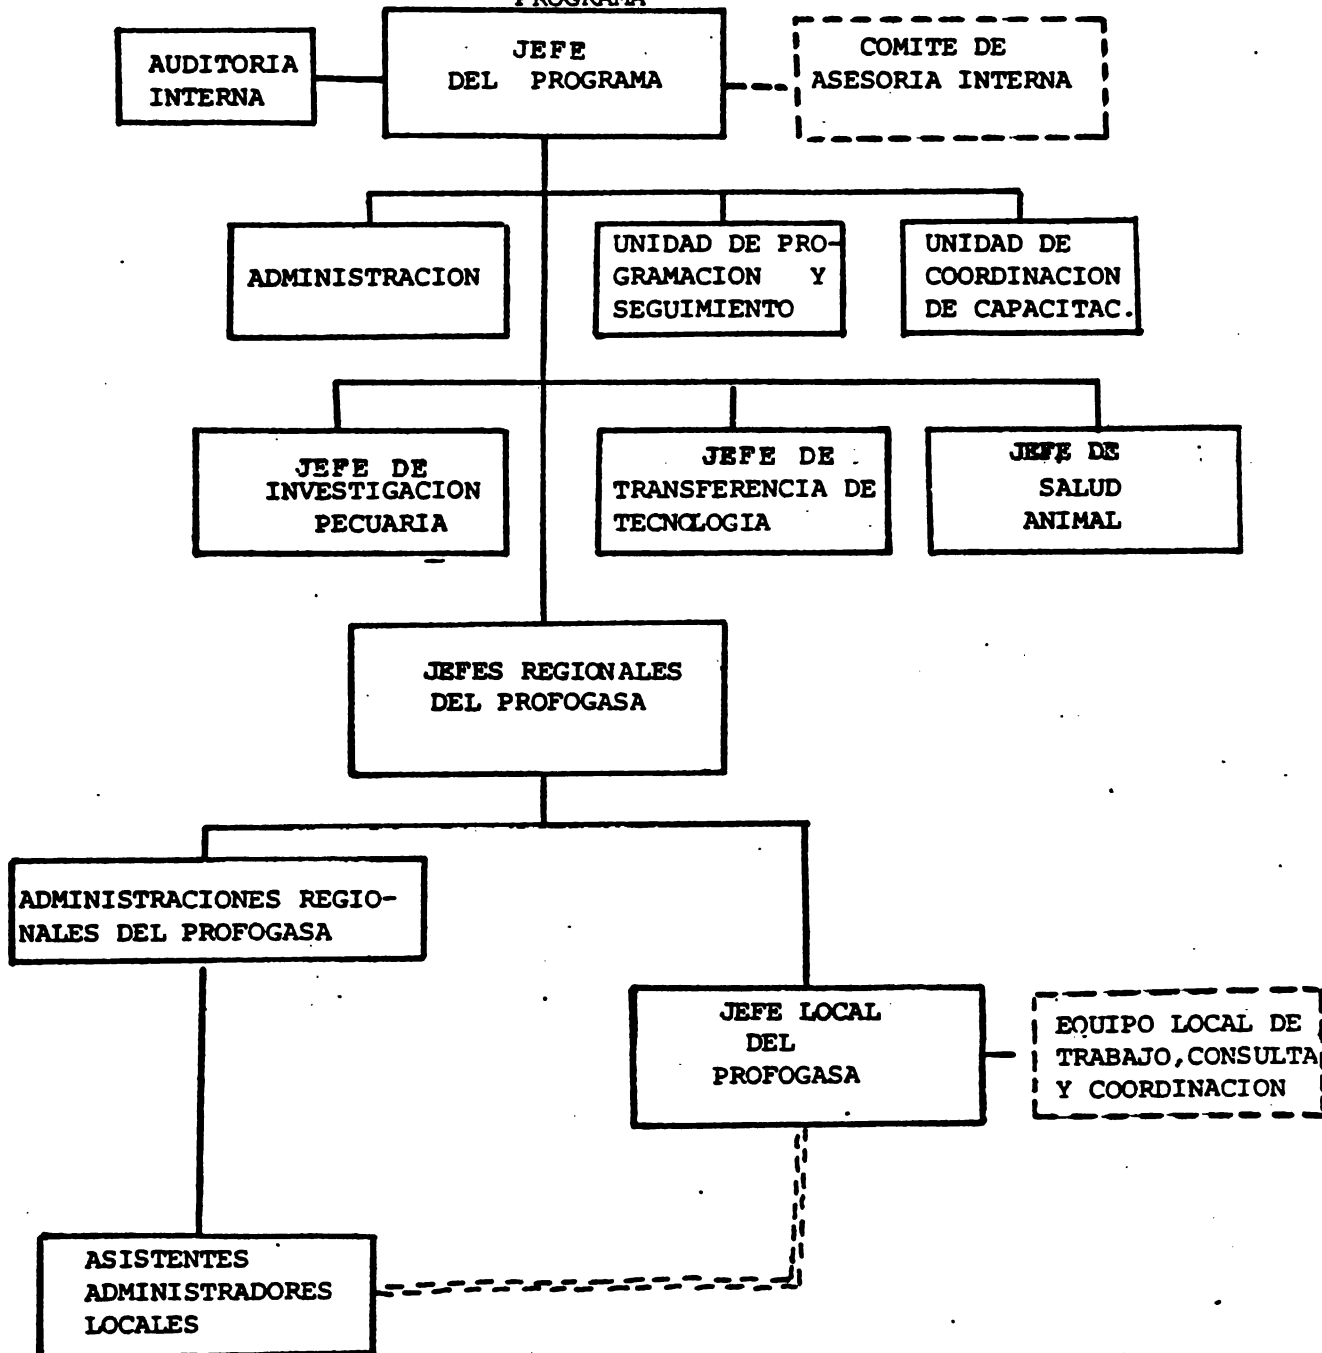 PROGRAMA
JEFE
DEL PROGRAMA
AUDITORIA
INTERNA
COMITE DE
ASESORIA INTERNA
ADMINISTRACION
UNIDAD DE PRO-
GRAMACION Y
SEGUIMIENTO
UNIDAD DE
COORDINACION
DE CAPACITAC.
JEFE DE
INVESTIGACION
PECUARIA
JEFE DE
TRANSFERENCIA DE
TECNOLOGIA
JEFE DE
SALUD
ANIMAL
JEFES REGIONALES
DEL PROFOGASA
ADMINISTRACIONES REGIO-
NALES DEL PROFOGASA
JEFE LOCAL
DEL
PROFOGASA
EQUIPO LOCAL DE
TRABAJO, CONSULTA
Y COORDINACION
ASISTENTES
ADMINISTRADORES
LOCALES